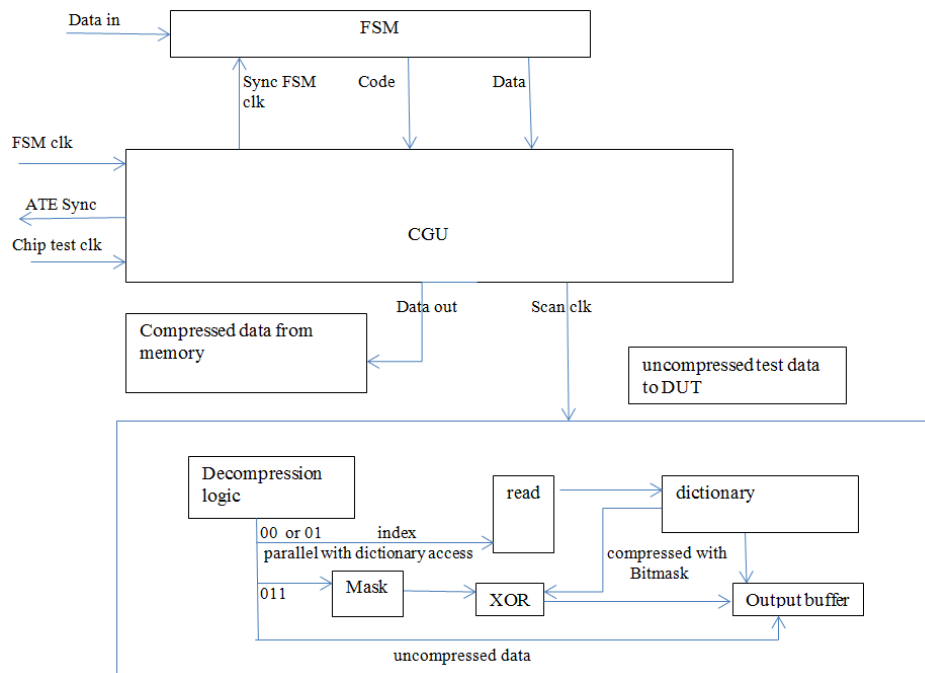 Data in
FSM
Sync FSM
clk
Code
Data
FSM clk
ATE Sync
CGU
Chip test clk
Data out
Scan clk
Compressed data from
memory
uncompressed test data
to DUT
Decompression
logic
read
dictionary
00 or 01
index
parallel with dictionary access
compressed with
Bitmask
011
Mask
XOR
Output buffer
uncompressed data